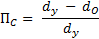 Π_C = (d_y − d_O) / d_y